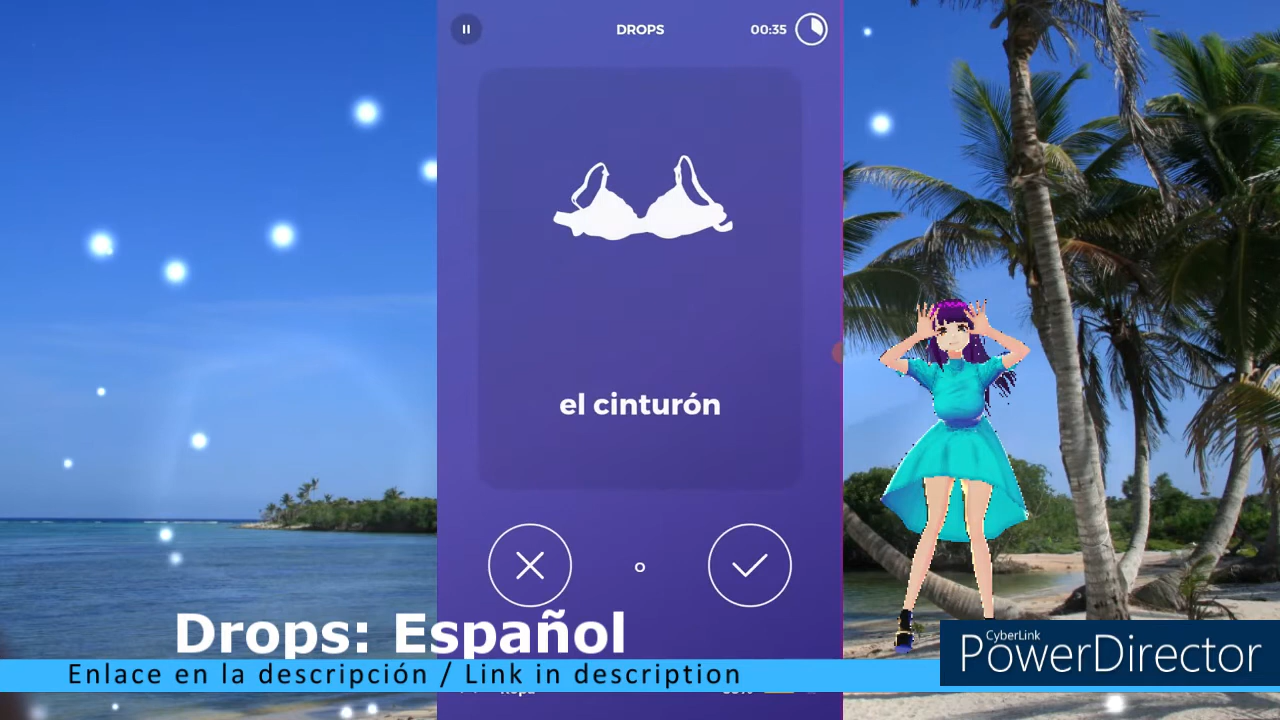 DROPS
00:35
el cinturón
o
Drops: Español
Enlace en la descripción / Link in description
CyberLink
PowerDirector